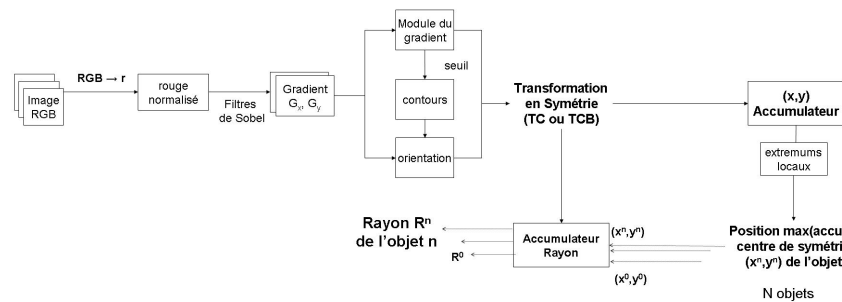 Image
RGB
RGB → r
rouge
normalisé
Filtres
de Sobel
Gradient
Gx, Gy
Module du
gradient
seuil
contours
orientation
Transformation
en Symétrie
(TC ou TCB)
(x,y)
Accumulateur
extremums
locaux
Position max(accu
centre de symétri
(xⁿ,yⁿ) de l'objet
N objets
(xⁿ,yⁿ)
(x⁰,y⁰)
Accumulateur
Rayon
Rayon Rⁿ
de l'objet n
R⁰